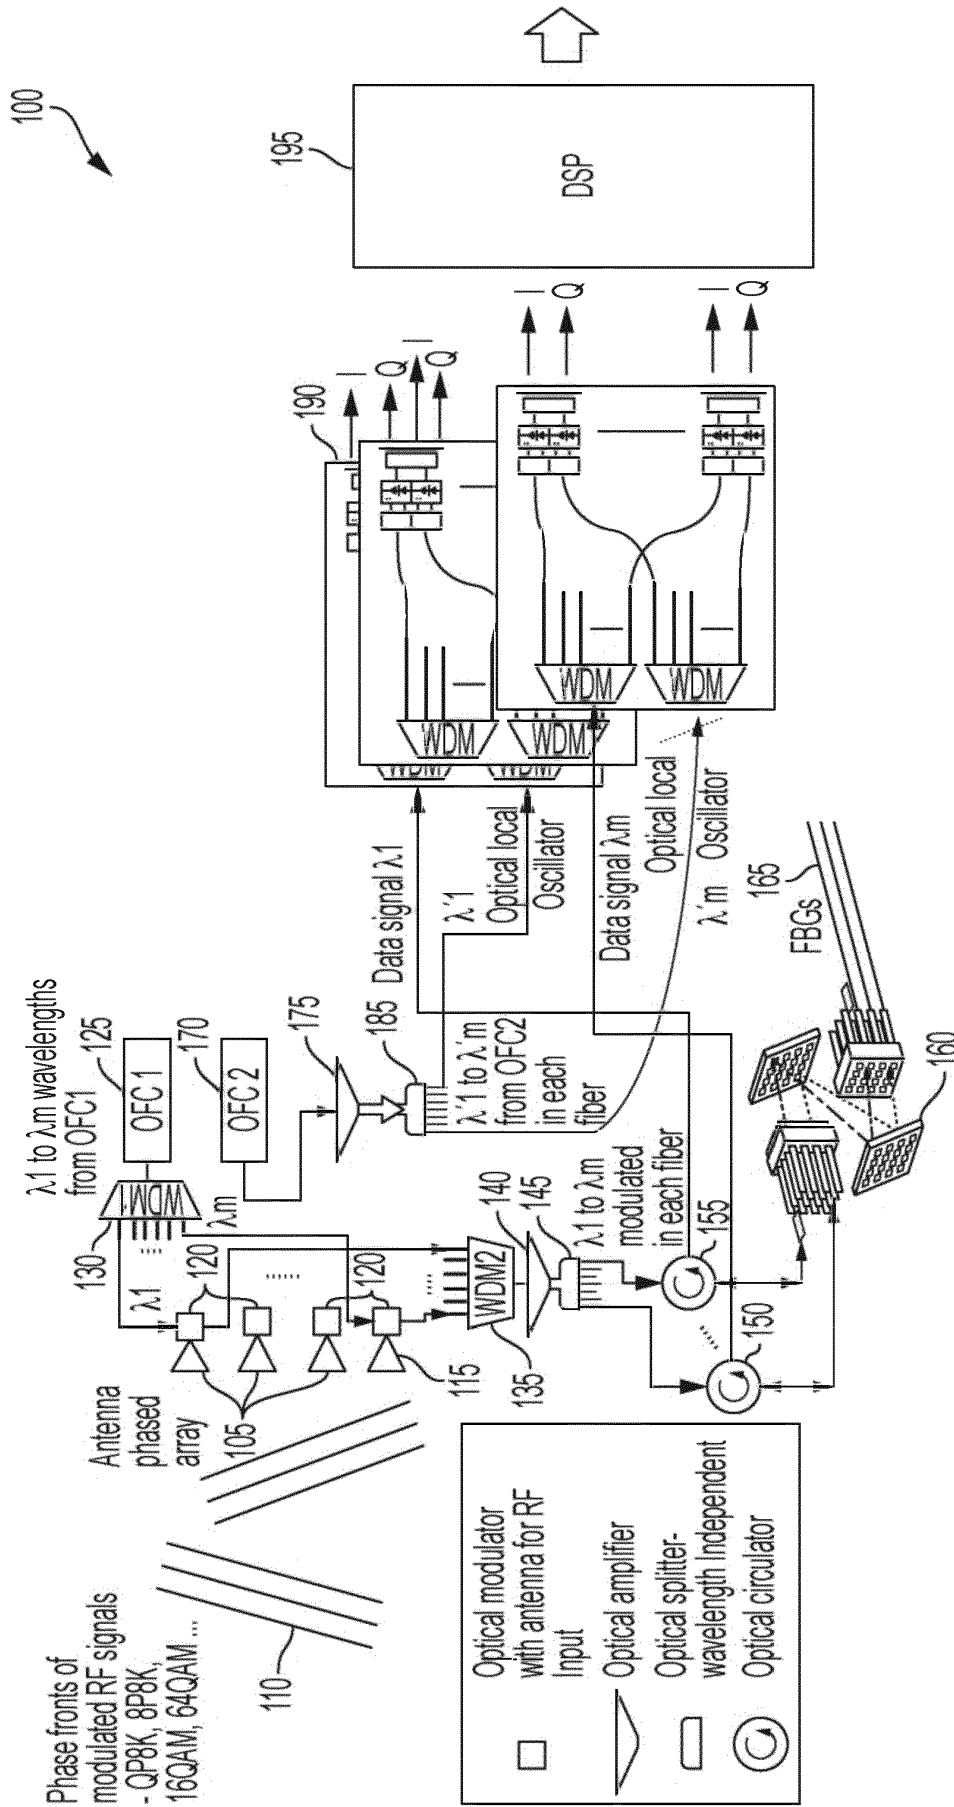 100
Phase fronts of
modulated RF signals
- QP8K, 8P8K,
16QAM, 64QAM ...
110
Antenna
phased
array
105
115
120
120
λ1
λm
130
WDM1
λ1 to λm wavelengths
from OFC1
OFC1
125
OFC 2
170
175
185
λ´1 to λ´m
from OFC2
in each
fiber
WDM2
135
140
145
λ1 to λm
modulated
in each fiber
155
150
Data signal λ1
λ´1
Optical local
Oscillator
Data signal λm
Optical local
λ´m Oscillator
FBGs
165
160
190
WDM
WDM
WDM
WDM
WDM
WDM
I
Q
I
Q
I
Q
I
Q
195
DSP
Optical modulator
with antenna for RF
Input
Optical amplifier
Optical splitter-
wavelength Independent
Optical circulator